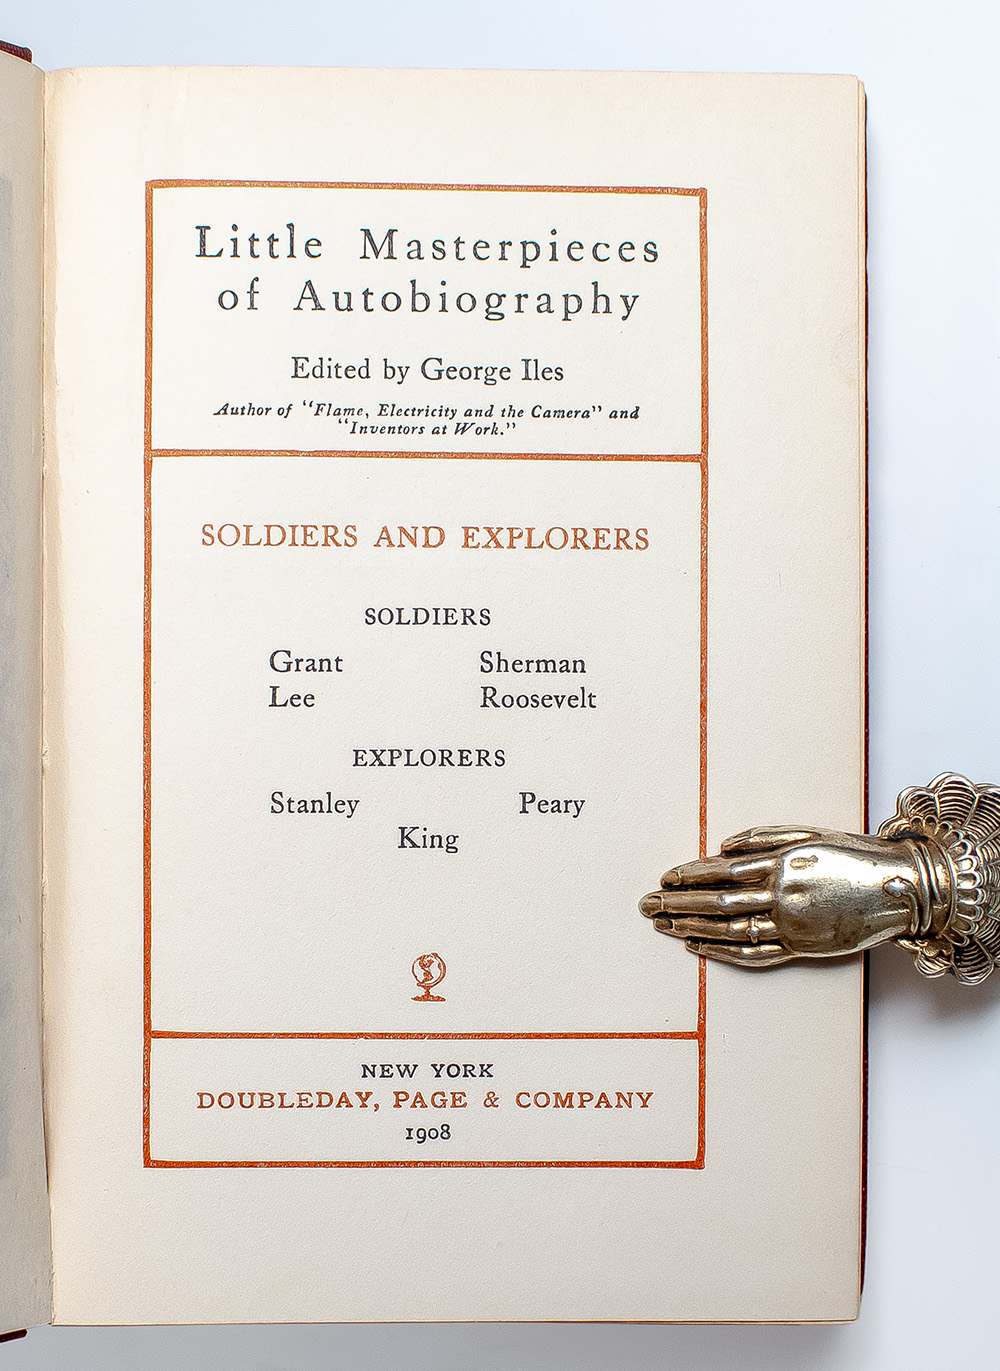 Little Masterpieces
of Autobiography
Edited by George Iles
Author of "Flame, Electricity and the Camera" and
"Inventors at Work."
SOLDIERS AND EXPLORERS
SOLDIERS
Grant Sherman
Lee Roosevelt
EXPLORERS
Stanley Peary
King
NEW YORK
DOUBLEDAY, PAGE & COMPANY
1908